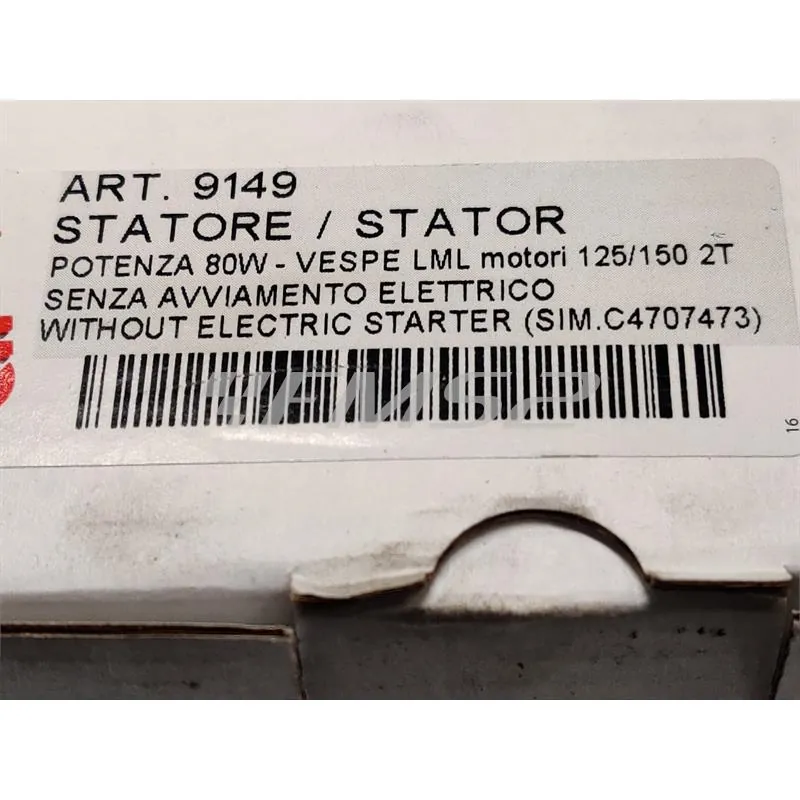 ART. 9149
STATORE / STATOR
POTENZA 80W - VESPE LML motori 125/150 2T
SENZA AVVIAMENTO ELETTRICO
WITHOUT ELECTRIC STARTER (SIM.C4707473)
FMSP
16